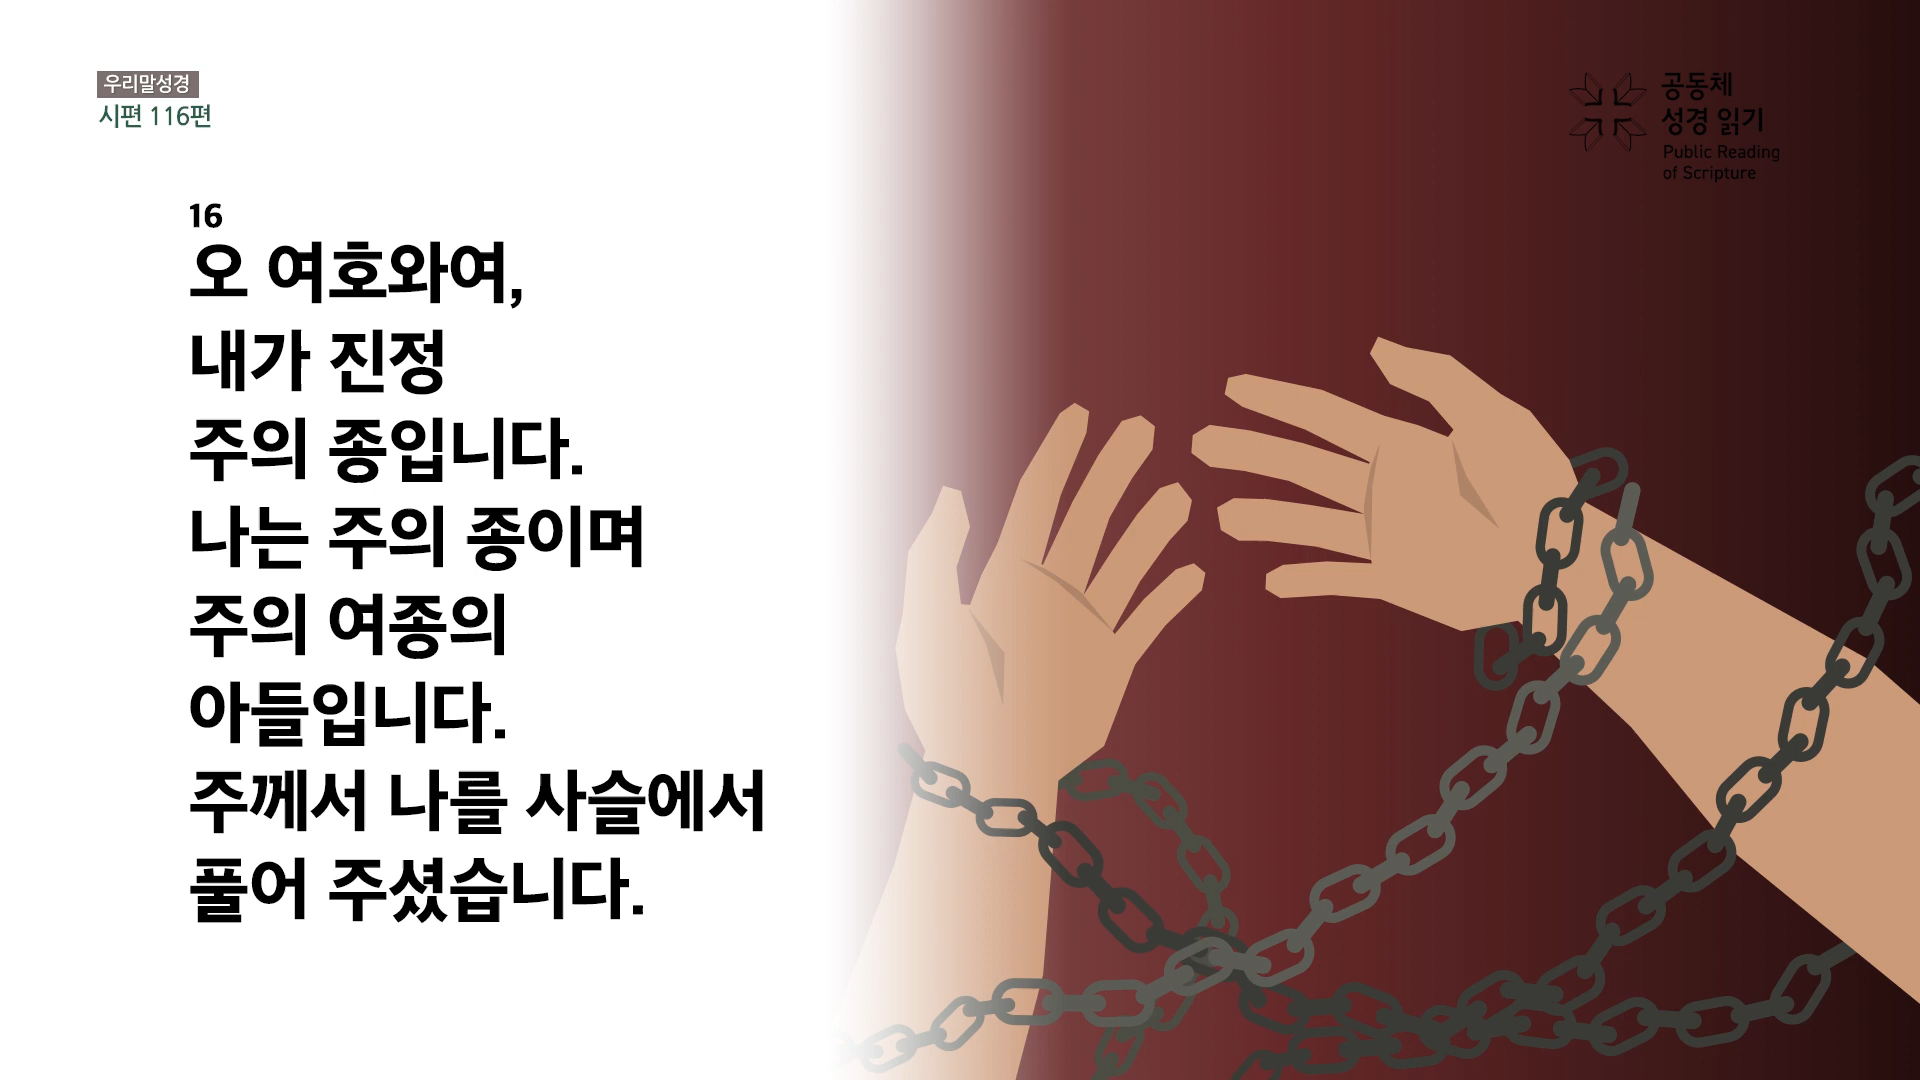 우리말성경
시편 116편
공동체
성경 읽기
Public Reading
of Scripture
16
오 여호와여,
내가 진정
주의 종입니다.
나는 주의 종이며
주의 여종의
아들입니다.
주께서 나를 사슬에서
풀어 주셨습니다.